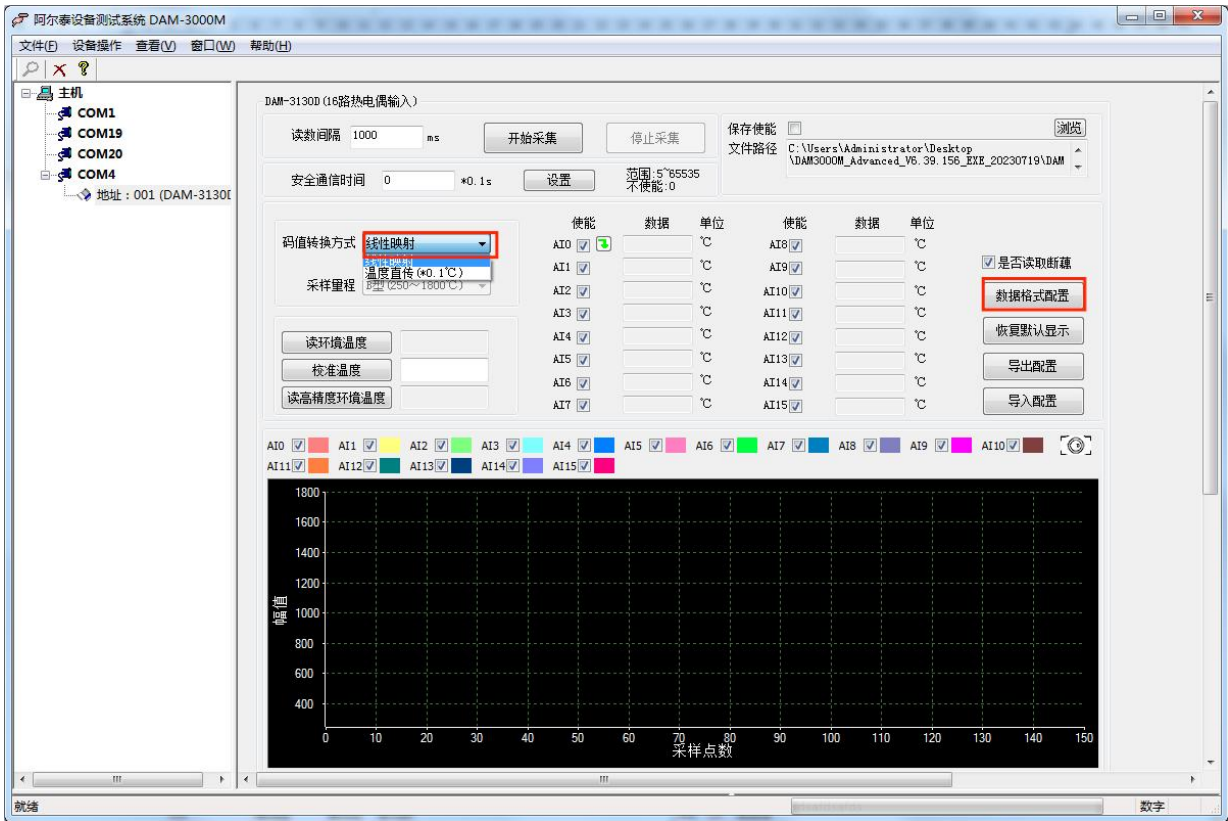 阿尔泰设备测试系统 DAM-3000M
文件(F) 设备操作 查看(V) 窗口(W) 帮助(H)
主机
COM1
COM19
COM20
COM4
地址：001 (DAM-3130D
DAM-3130D(16路热电偶输入)
读数间隔 1000 ms 开始采集 停止采集
安全通信时间 0 *0.1s 设置 范围:5~65535
不使能:0
保存使能 浏览
文件路径 C:\Users\Administrator\Desktop
\DAM3000M_Advanced_V6.39.156_EXE_20230719\DAM
码值转换方式 线性映射
线性映射
温度直传(*0.1℃)
采样量程 B型(250～1800℃)
读环境温度
校准温度
读高精度环境温度
使能 数据 单位 使能 数据 单位
AI0 ℃ AI8 ℃
AI1 ℃ AI9 ℃
AI2 ℃ AI10 ℃
AI3 ℃ AI11 ℃
AI4 ℃ AI12 ℃
AI5 ℃ AI13 ℃
AI6 ℃ AI14 ℃
AI7 ℃ AI15 ℃
是否读取断藕
数据格式配置
恢复默认显示
导出配置
导入配置
AI0 AI1 AI2 AI3 AI4 AI5 AI6 AI7 AI8 AI9 AI10
AI11 AI12 AI13 AI14 AI15
1800
1600
1400
1200
1000
800
600
400
幅值
0 10 20 30 40 50 60 70 80 90 100 110 120 130 140 150
采样点数
就绪 数字